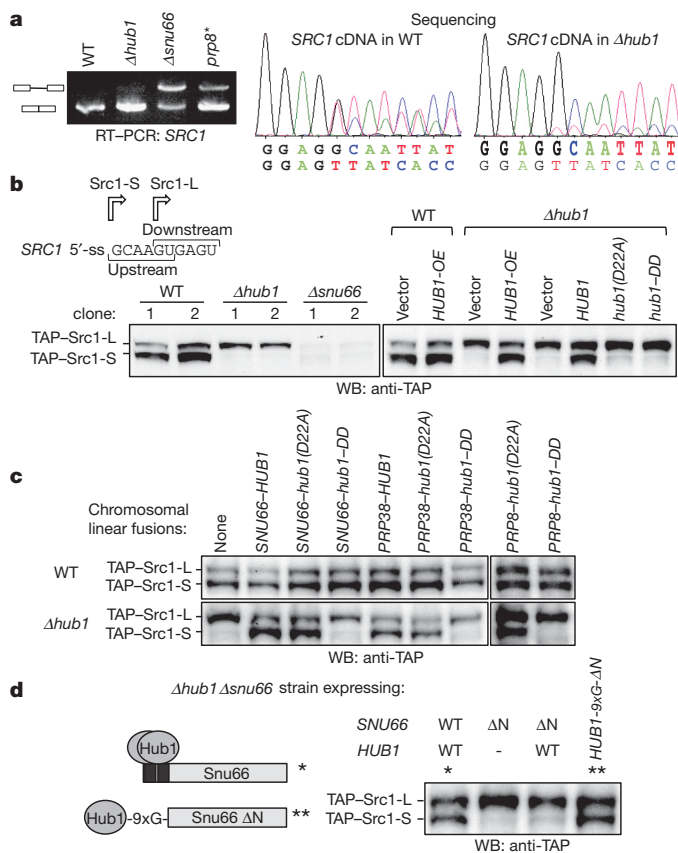 a
WT
Δhub1
Δsnu66
prp8*
RT–PCR: SRC1
Sequencing
SRC1 cDNA in WT
SRC1 cDNA in Δhub1
GGAGGCAATTAT
GGAGTTATCACC
GGAGGCAATTAT
GGAGTTATCACC
b
Src1-S
Src1-L
Downstream
SRC1 5′-ss GCAAGUGAGU
Upstream
WT
Δhub1
Δsnu66
clone: 1 2 1 2 1 2
TAP–Src1-L
TAP–Src1-S
WT
Δhub1
Vector
HUB1-OE
Vector
HUB1-OE
Vector
HUB1
hub1(D22A)
hub1–DD
WB: anti-TAP
c
Chromosomal
linear fusions:
None
SNU66–HUB1
SNU66–hub1(D22A)
SNU66–hub1–DD
PRP38–HUB1
PRP38–hub1(D22A)
PRP38–hub1–DD
PRP8–hub1(D22A)
PRP8–hub1–DD
WT
TAP–Src1-L
TAP–Src1-S
Δhub1
TAP–Src1-L
TAP–Src1-S
WB: anti-TAP
d
Δhub1 Δsnu66 strain expressing:
Hub1
Snu66
*
Hub1 -9xG- Snu66 ΔN **
SNU66 WT ΔN ΔN
HUB1 WT - WT
HUB1-9xG-ΔN
* **
TAP–Src1-L
TAP–Src1-S
WB: anti-TAP